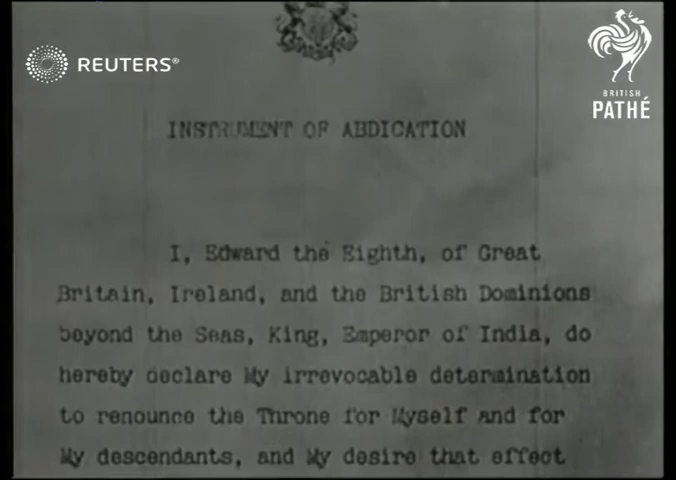 REUTERS®
BRITISH
PATHÉ
INSTRUMENT OF ABDICATION
I, Edward the Eighth, of Great
Britain, Ireland, and the British Dominions
beyond the Seas, King, Emperor of India, do
hereby declare My irrevocable determination
to renounce the Throne for Myself and for
My descendants, and My desire that effect